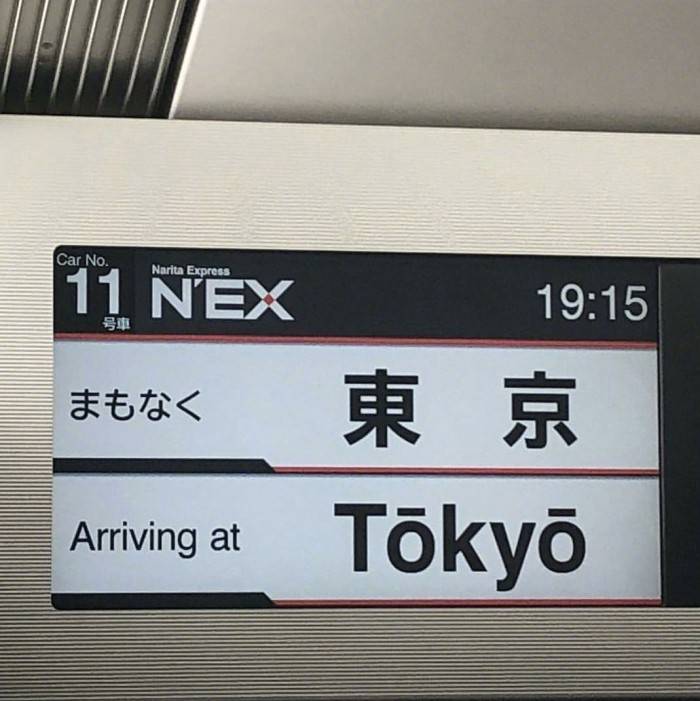 Car No.
11
号車
Narita Express
N'EX
19:15
まもなく 東京
Arriving at Tōkyō